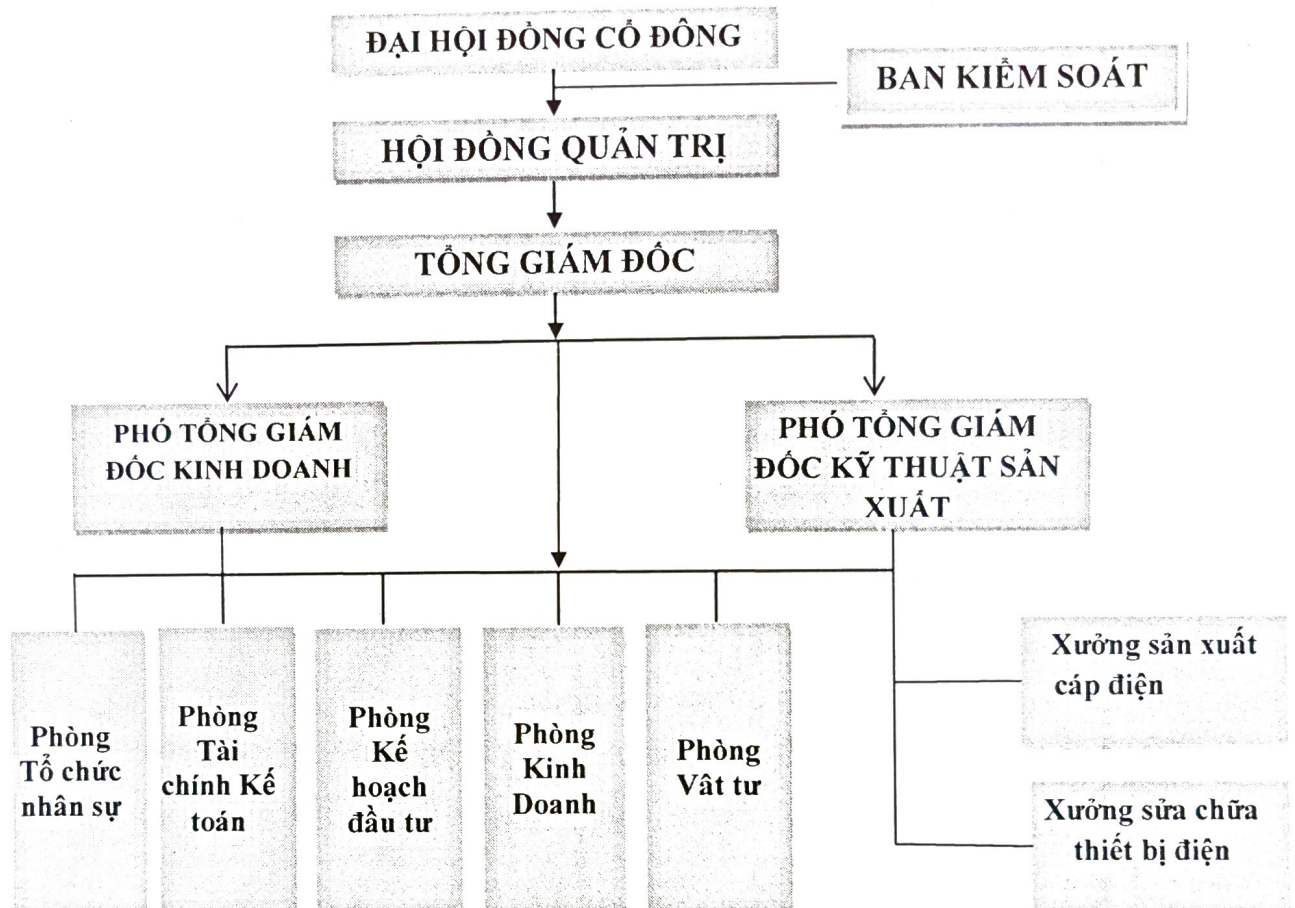 ĐẠI HỘI ĐỒNG CỔ ĐÔNG
BAN KIỂM SOÁT
HỘI ĐỒNG QUẢN TRỊ
TỔNG GIÁM ĐỐC
PHÓ TỔNG GIÁM
ĐỐC KINH DOANH
PHÓ TỔNG GIÁM
ĐỐC KỸ THUẬT SẢN
XUẤT
Phòng
Tổ chức
nhân sự
Phòng
Tài
chính Kế
toán
Phòng
Kế
hoạch
đầu tư
Phòng
Kinh
Doanh
Phòng
Vât tư
Xưởng sản xuất
cáp điện
Xưởng sửa chữa
thiết bị điện